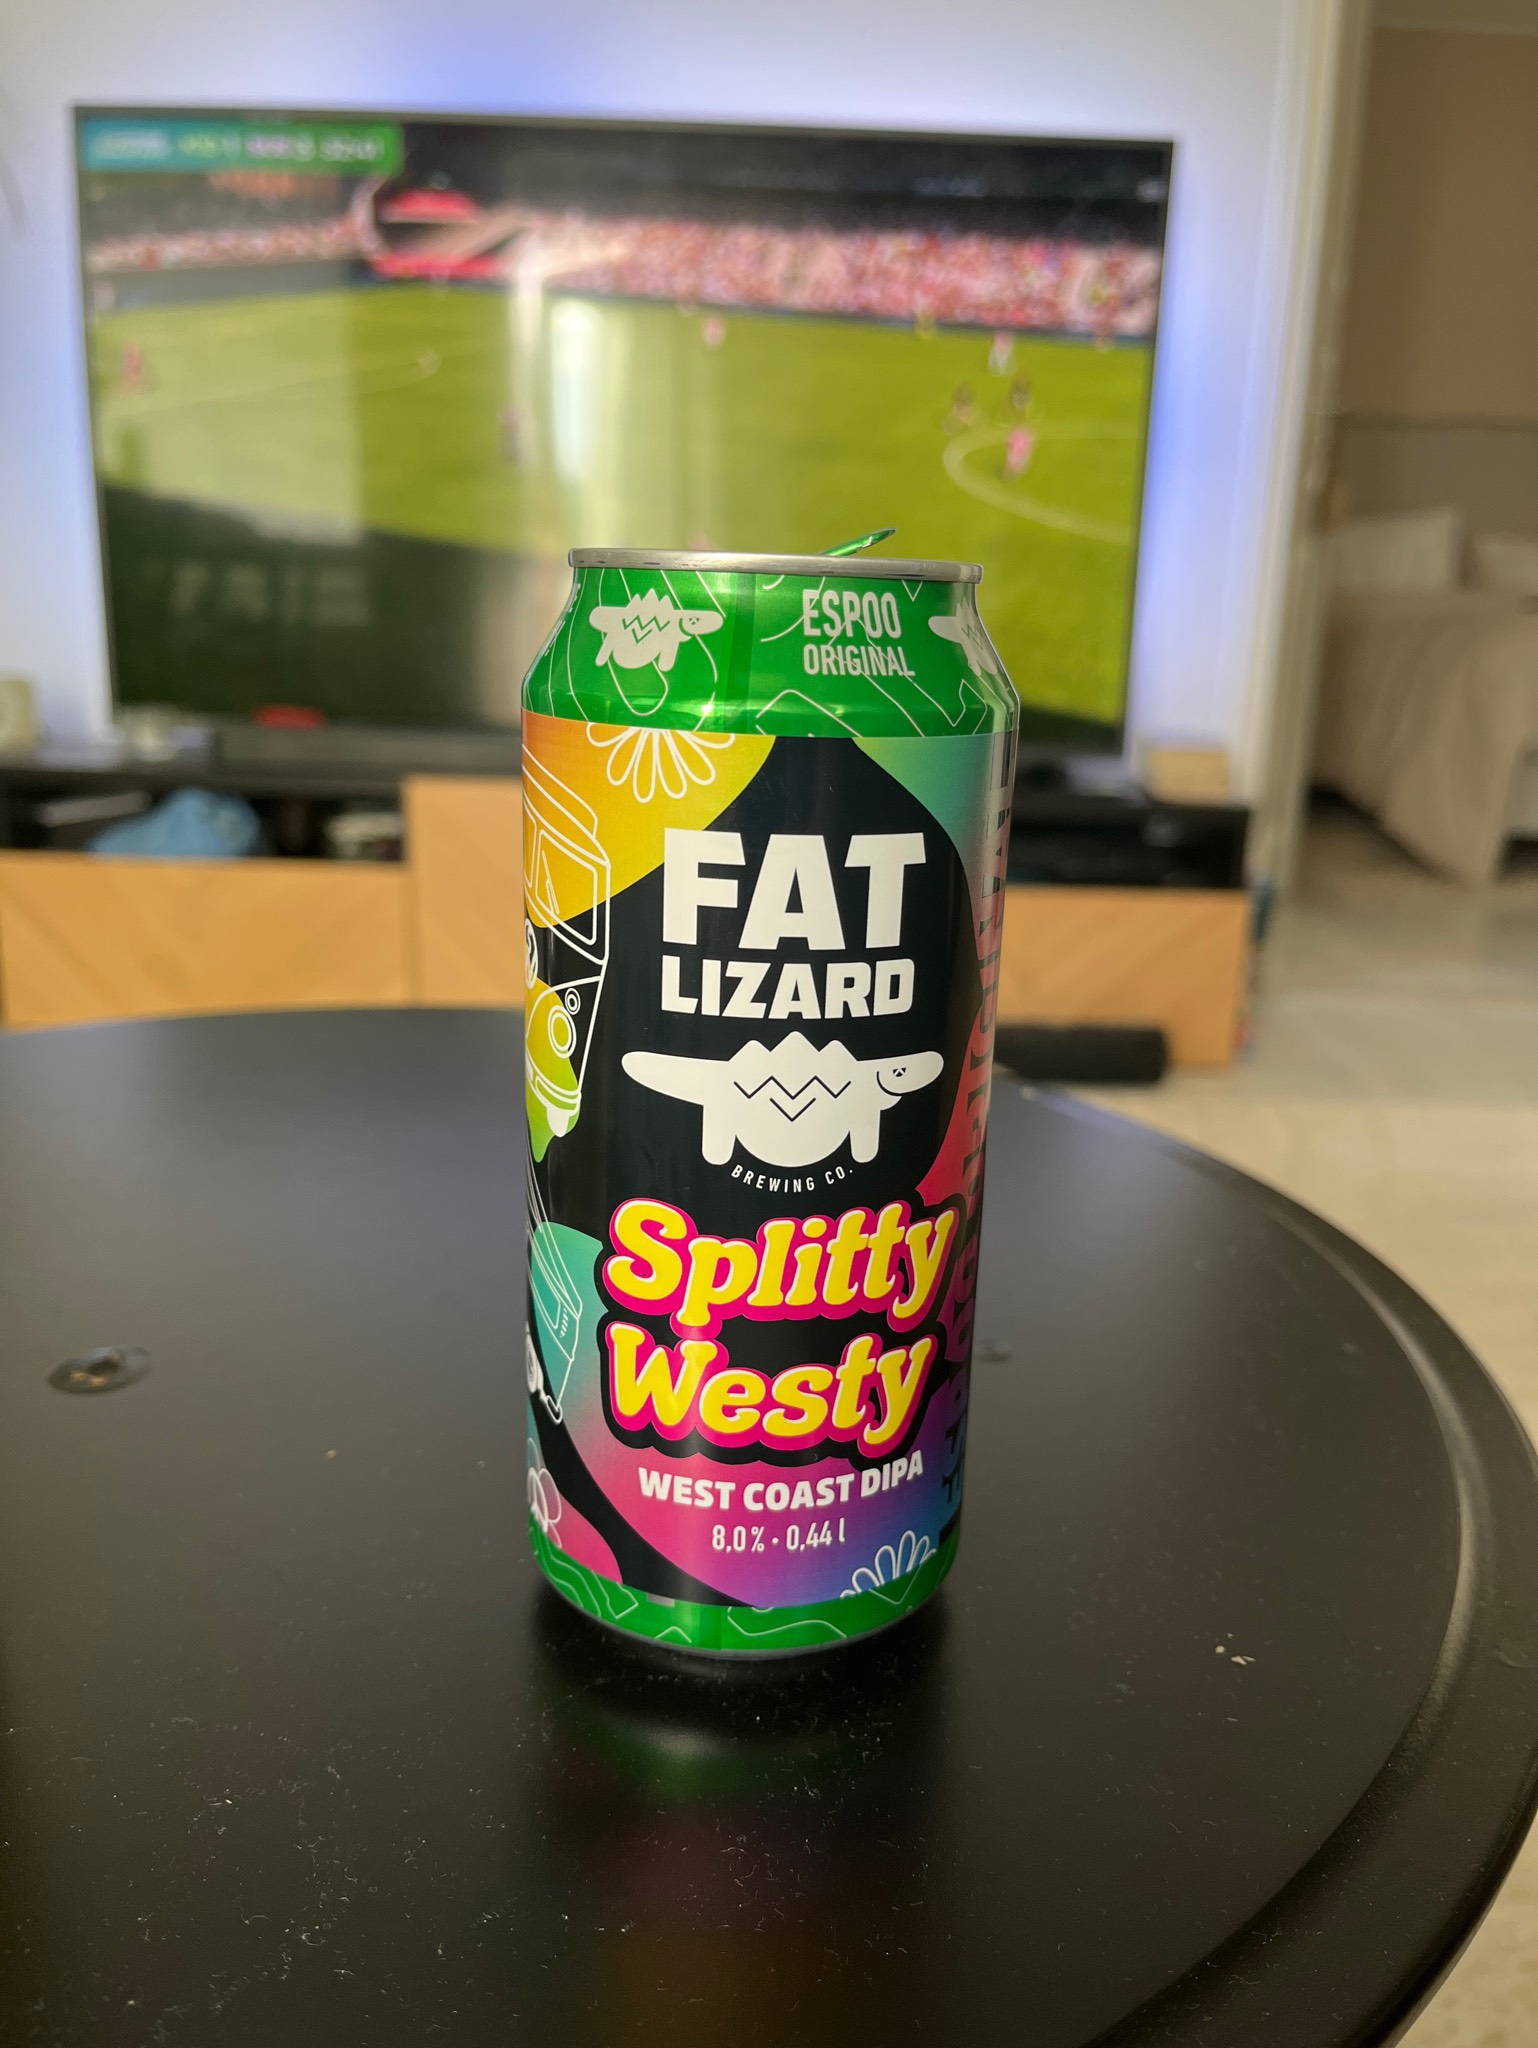 ESPOO
ORIGINAL
FAT
LIZARD
BREWING CO.
Splitty
Westy
WEST COAST DIPA
8,0% · 0,44 l